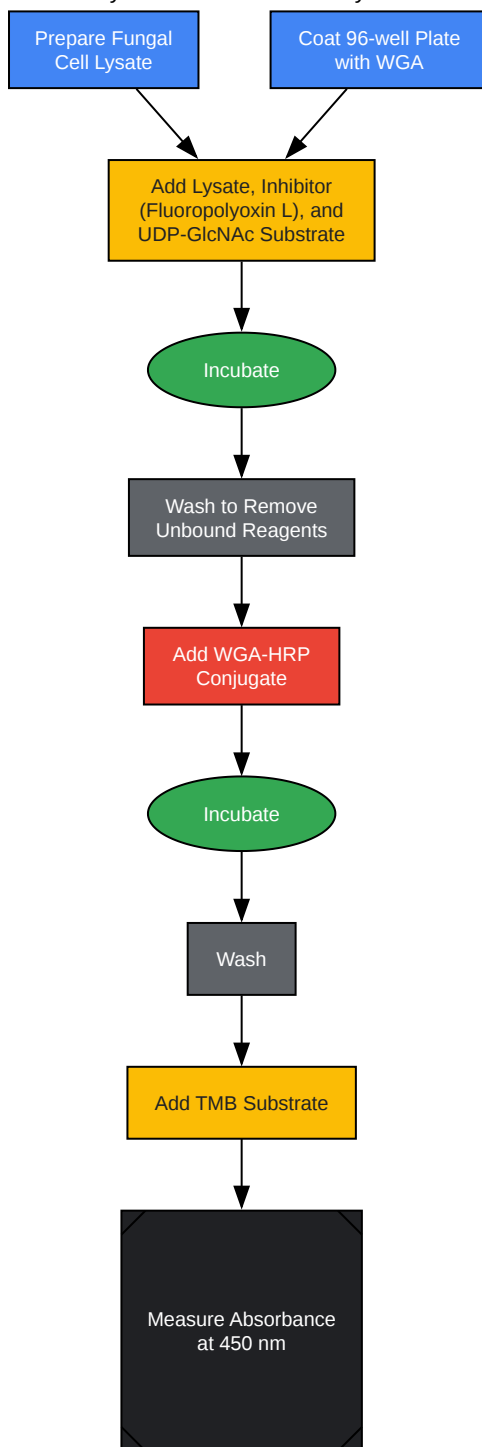 Prepare Fungal
Cell Lysate
Coat 96-well Plate
with WGA
Add Lysate, Inhibitor
(Fluoropolyoxin L), and
UDP-GlcNAc Substrate
Incubate
Wash to Remove
Unbound Reagents
Add WGA-HRP
Conjugate
Incubate
Wash
Add TMB Substrate
Measure Absorbance
at 450 nm